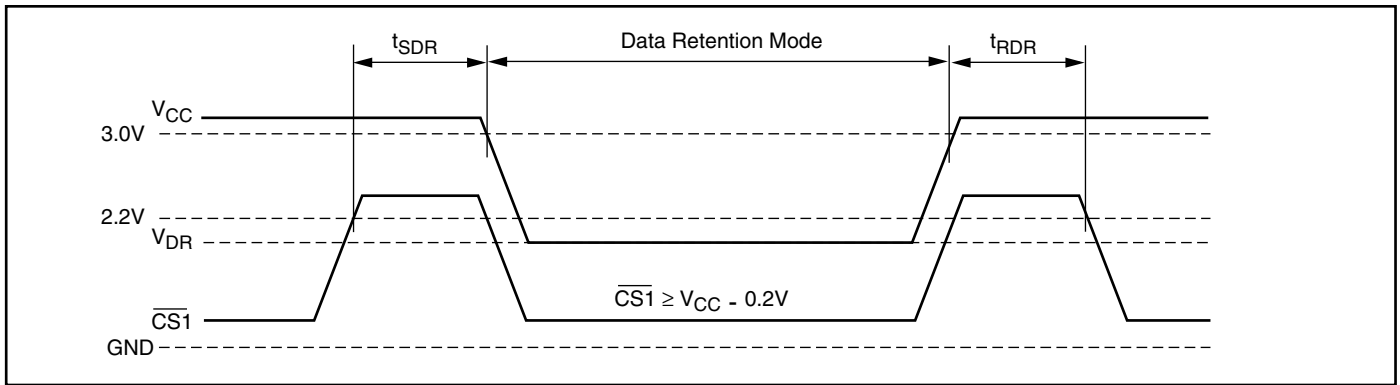 tSDR Data Retention Mode tRDR
VCC
3.0V
2.2V
VDR
CS1 ≥ VCC - 0.2V
CS1
GND